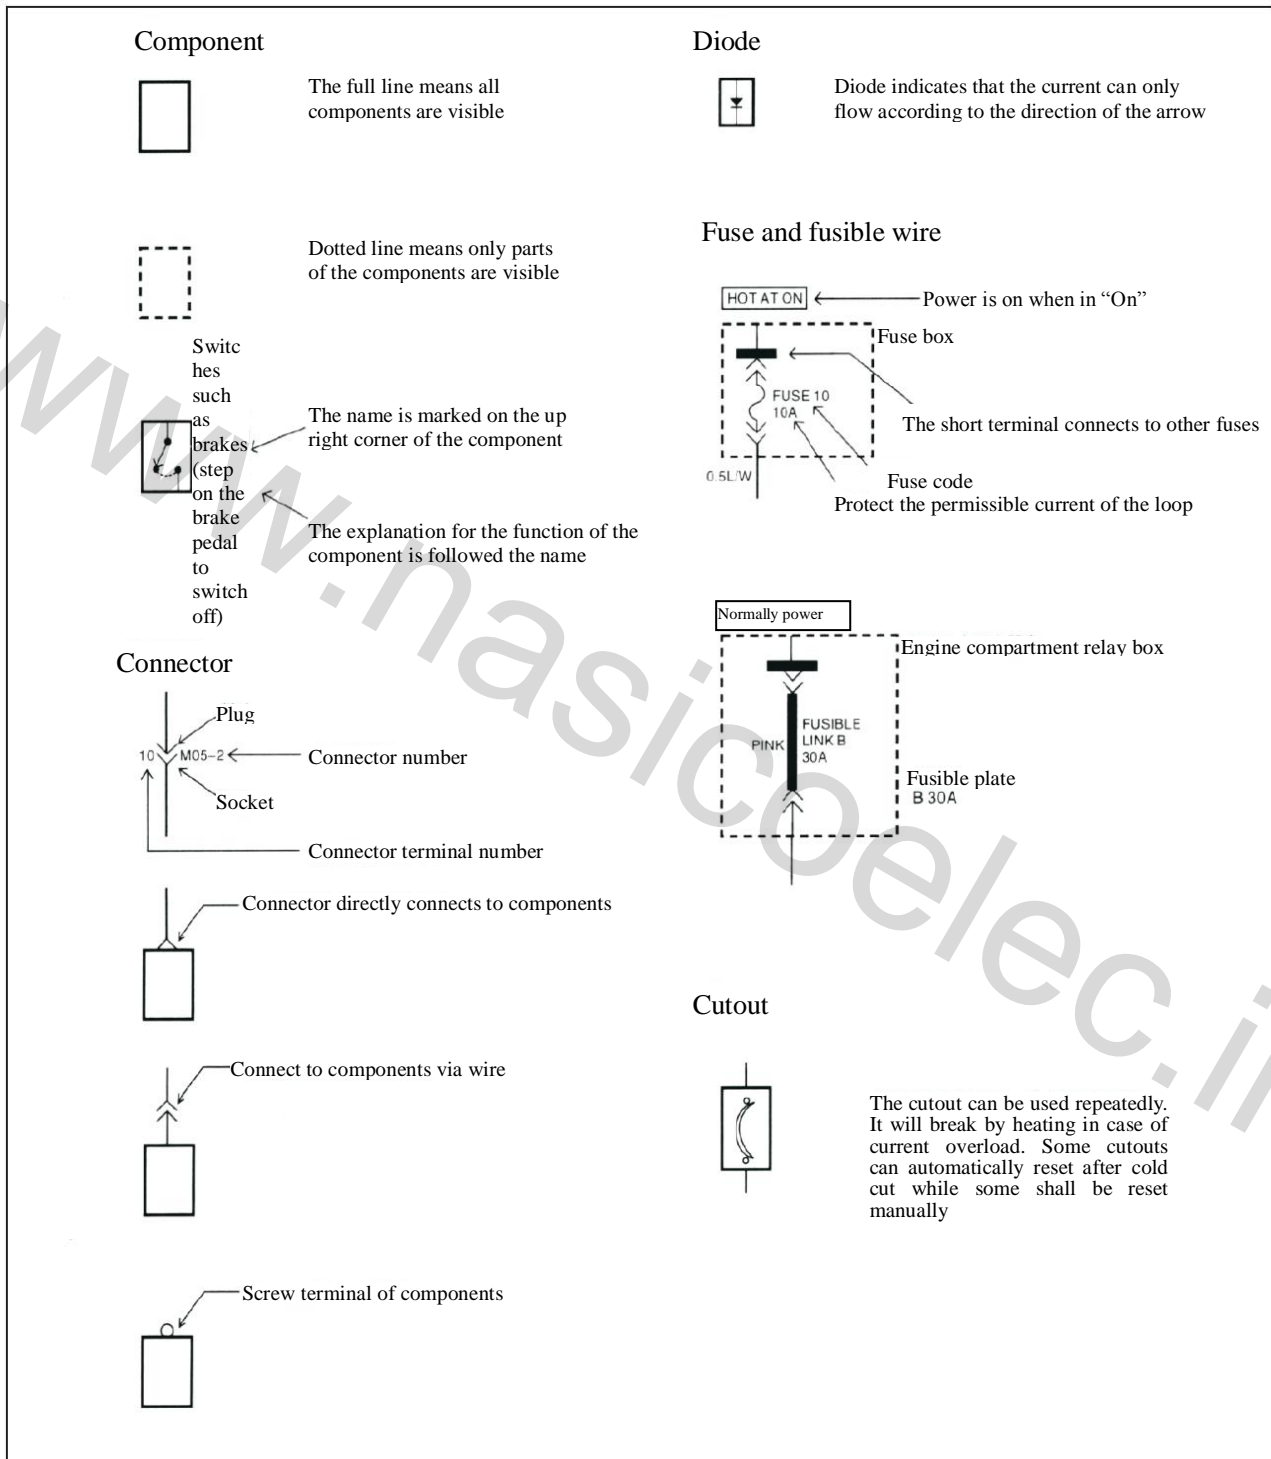 Component
The full line means all
components are visible
Dotted line means only parts
of the components are visible
Switc
hes
such
as
brakes
(step
on the
brake
pedal
to
switch
off)
The name is marked on the up
right corner of the component
The explanation for the function of the
component is followed the name
Connector
Plug
10 M05-2
Connector number
Socket
Connector terminal number
Connector directly connects to components
Connect to components via wire
Screw terminal of components
Diode
Diode indicates that the current can only
flow according to the direction of the arrow
Fuse and fusible wire
HOT AT ON
Power is on when in “On”
Fuse box
FUSE 10
10A
The short terminal connects to other fuses
0.5L/W
Fuse code
Protect the permissible current of the loop
Normally power
Engine compartment relay box
PINK
FUSIBLE
LINK B
30A
Fusible plate
B 30A
Cutout
The cutout can be used repeatedly.
It will break by heating in case of
current overload. Some cutouts
can automatically reset after cold
cut while some shall be reset
manually
www.nasicoelec.ir